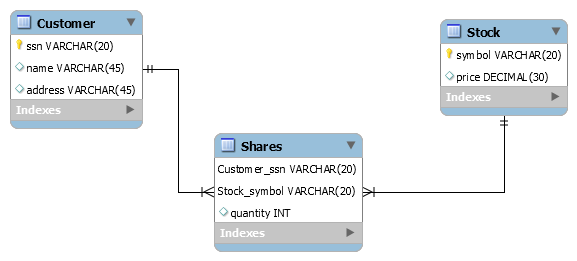 Customer
ssn VARCHAR(20)
name VARCHAR(45)
address VARCHAR(45)
Indexes
Stock
symbol VARCHAR(20)
price DECIMAL(30)
Indexes
Shares
Customer_ssn VARCHAR(20)
Stock_symbol VARCHAR(20)
quantity INT
Indexes